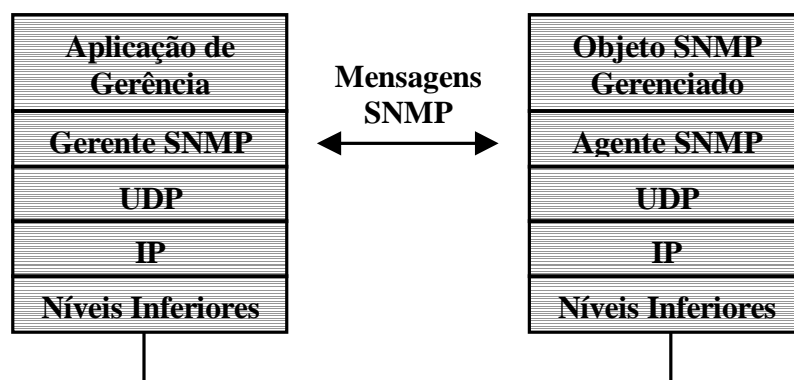 Aplicação de
Gerência
Gerente SNMP
UDP
IP
Níveis Inferiores
Mensagens
SNMP
Objeto SNMP
Gerenciado
Agente SNMP
UDP
IP
Níveis Inferiores